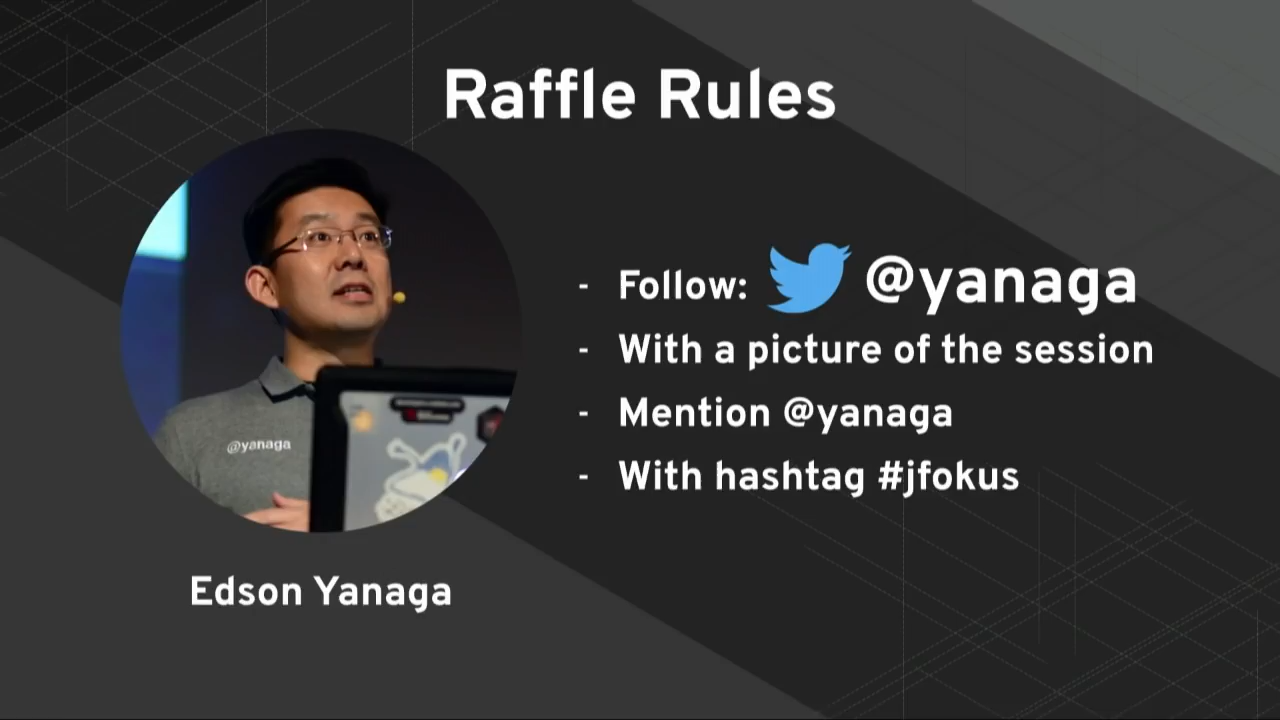 Raffle Rules
- Follow: @yanaga
- With a picture of the session
- Mention @yanaga
- With hashtag #jfokus
@yanaga
Edson Yanaga